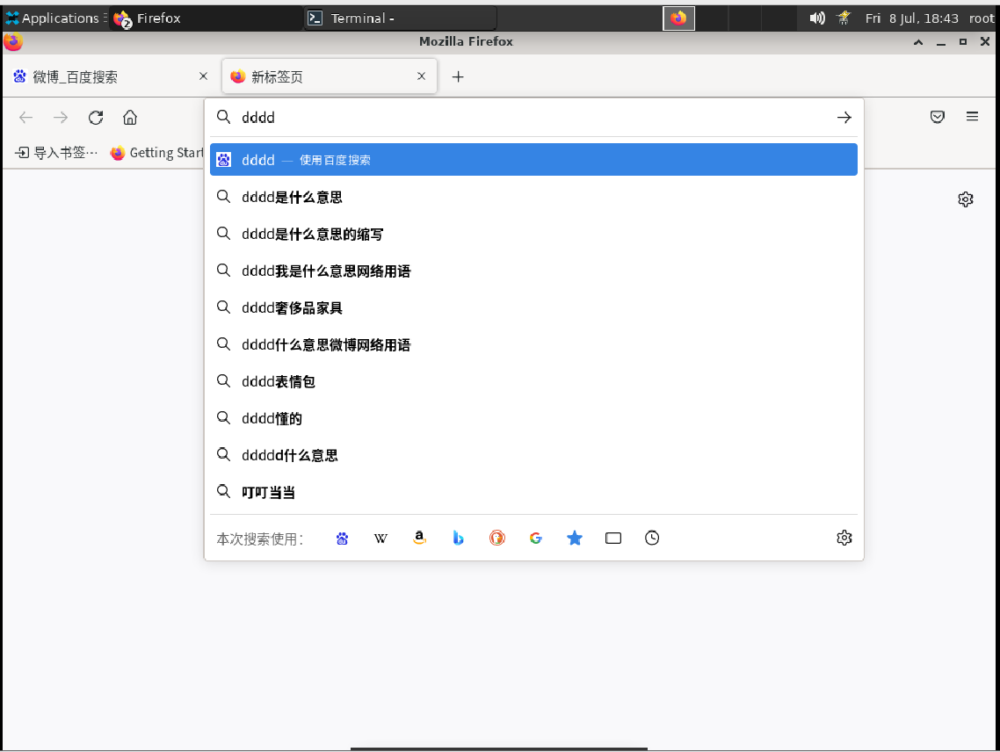 Applications Firefox 2 Terminal - Fri 8 Jul, 18:43 root
Mozilla Firefox
微博_百度搜索 新标签页
dddd
导入书签… Getting Start
dddd — 使用百度搜索
dddd是什么意思
dddd是什么意思的缩写
dddd我是什么意思网络用语
dddd奢侈品家具
dddd什么意思微博网络用语
dddd表情包
dddd懂的
ddddd什么意思
叮叮当当
本次搜索使用：